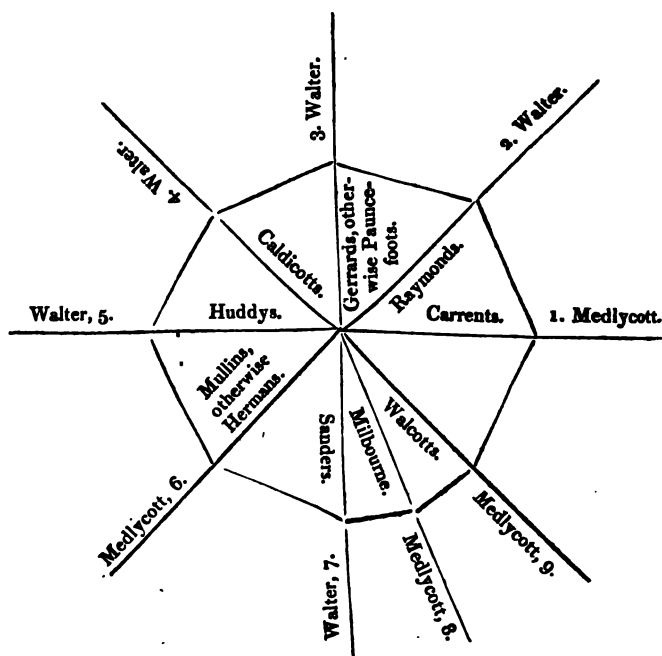 3. Walter.
2. Walter.
4. Walter.
Gerrards, other-
wise Paunce-
foots.
Caldicotts.
Raymonds.
Walter, 5.
Huddys.
Carrents.
1. Medlycott.
Mullins,
otherwise
Hermans.
Sanders.
Milbourne.
Walcotts.
Medlycott, 6.
Walter, 7.
Medlycott, 8.
Medlycott, 9.